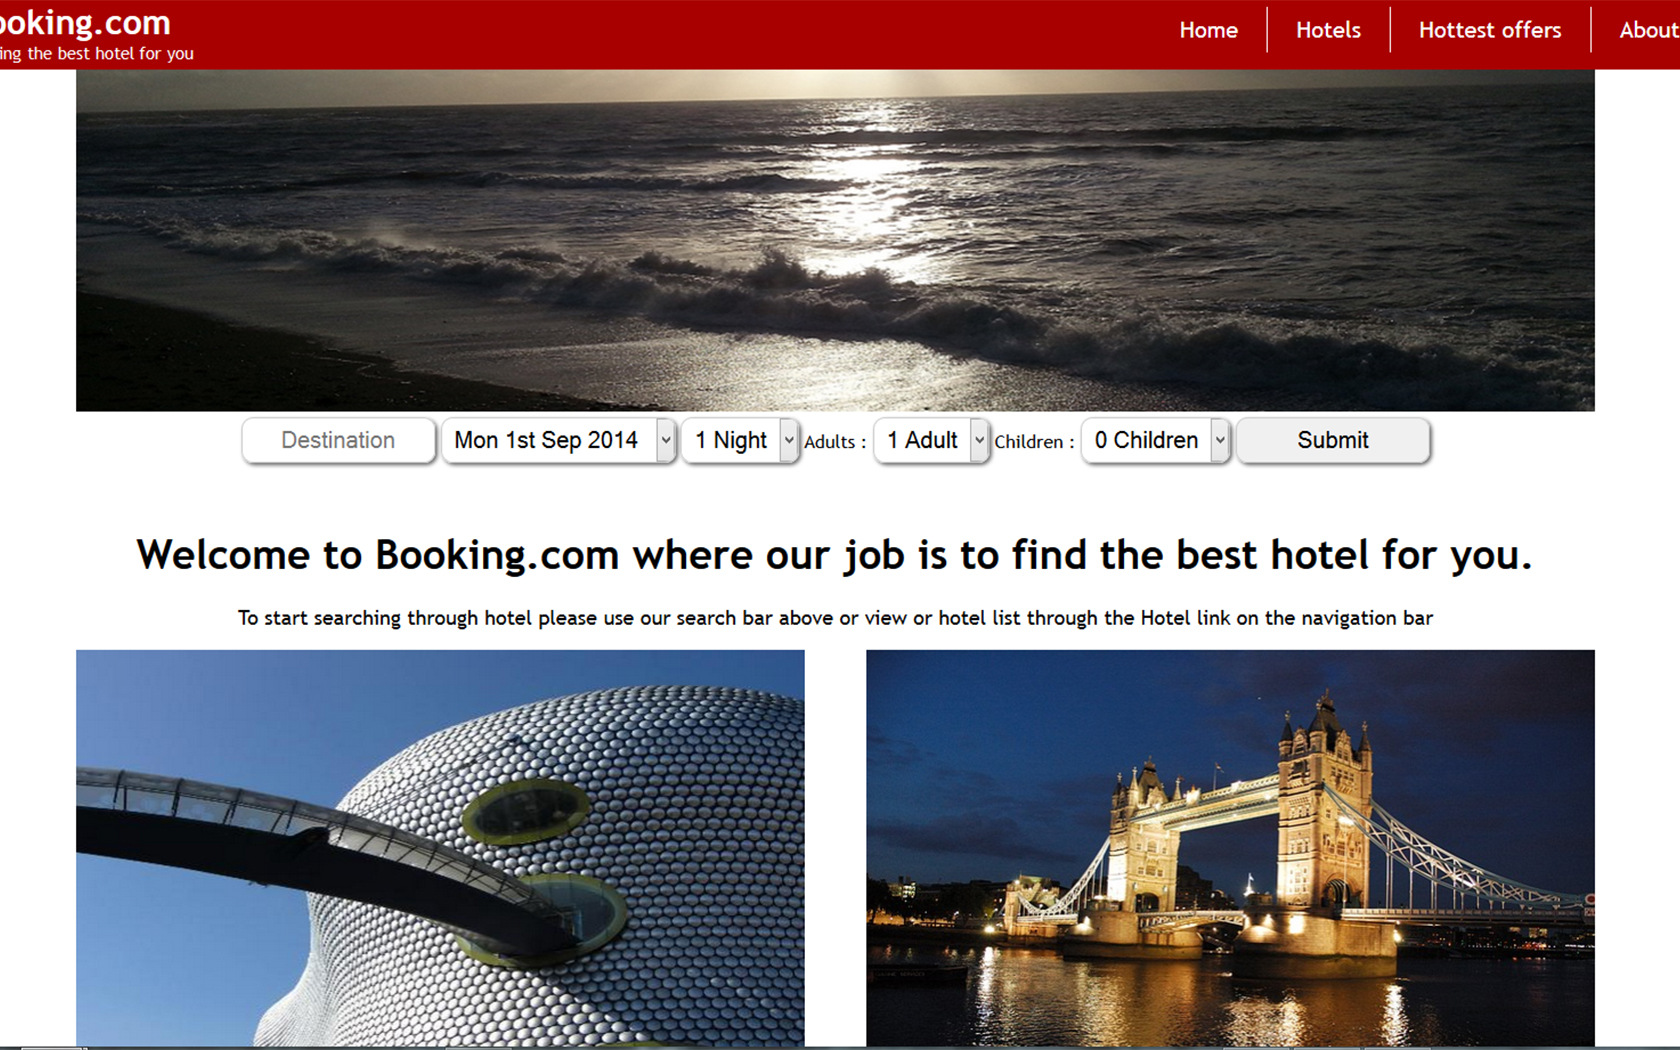 ooking.com
ing the best hotel for you
Home
Hotels
Hottest offers
About
Destination
Mon 1st Sep 2014
1 Night
Adults :
1 Adult
Children :
0 Children
Submit
Welcome to Booking.com where our job is to find the best hotel for you.
To start searching through hotel please use our search bar above or view or hotel list through the Hotel link on the navigation bar